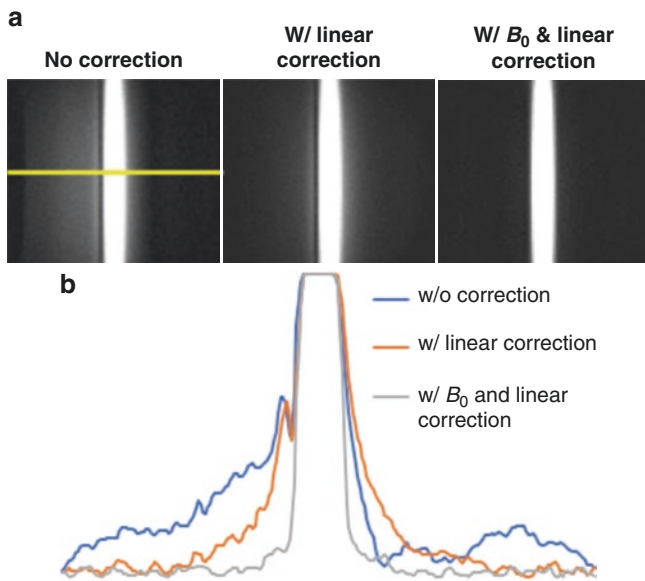 a
No correction
W/ linear
correction
W/ B₀ & linear
correction
b
w/o correction
w/ linear correction
w/ B₀ and linear
correction